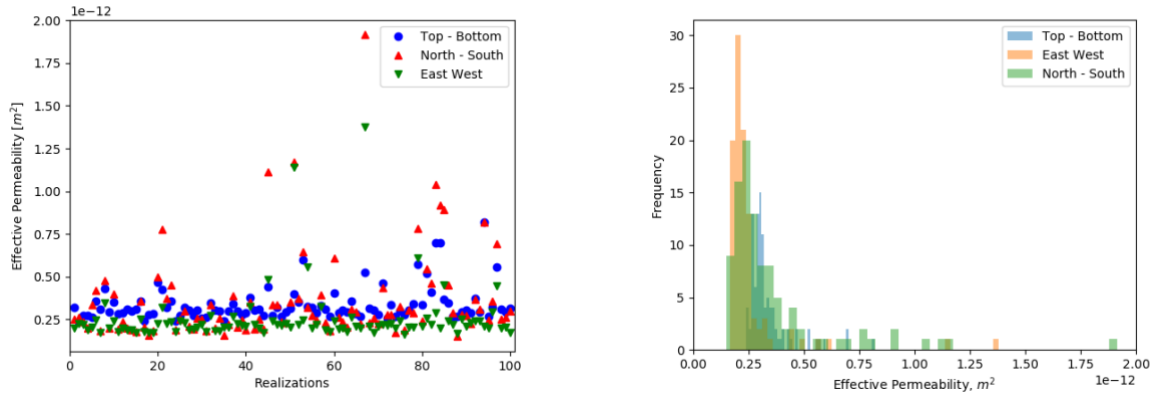 1e−12
2.00
1.75
1.50
1.25
1.00
0.75
0.50
0.25
Effective Permeability [m²]
0
20
40
60
80
100
Realizations
Top - Bottom
North - South
East West
30
25
20
15
10
5
0
Frequency
0.00
0.25
0.50
0.75
1.00
1.25
1.50
1.75
2.00
1e−12
Effective Permeability, m²
Top - Bottom
East West
North - South